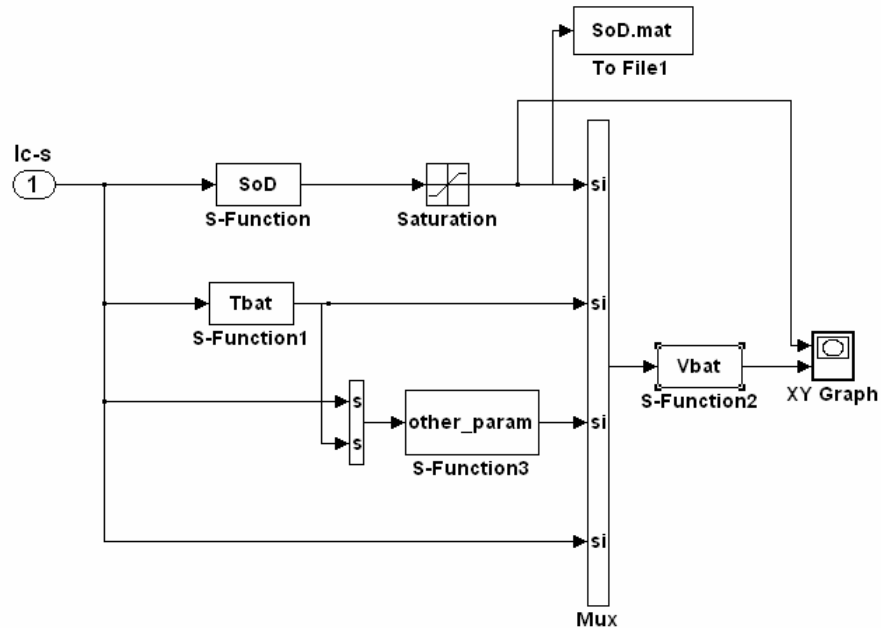 SoD.mat
To File1
Ic-s
1
SoD
S-Function
Saturation
si
Tbat
S-Function1
si
Vbat
S-Function2
XY Graph
s
s
other_param
S-Function3
si
si
Mux